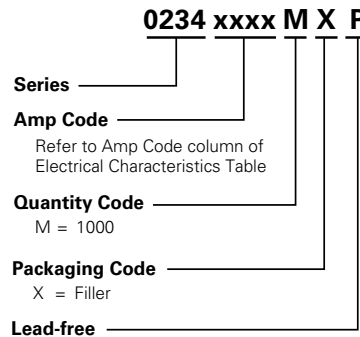 0234 xxxx M X P
Series
Amp Code
Refer to Amp Code column of
Electrical Characteristics Table
Quantity Code
M = 1000
Packaging Code
X = Filler
Lead-free